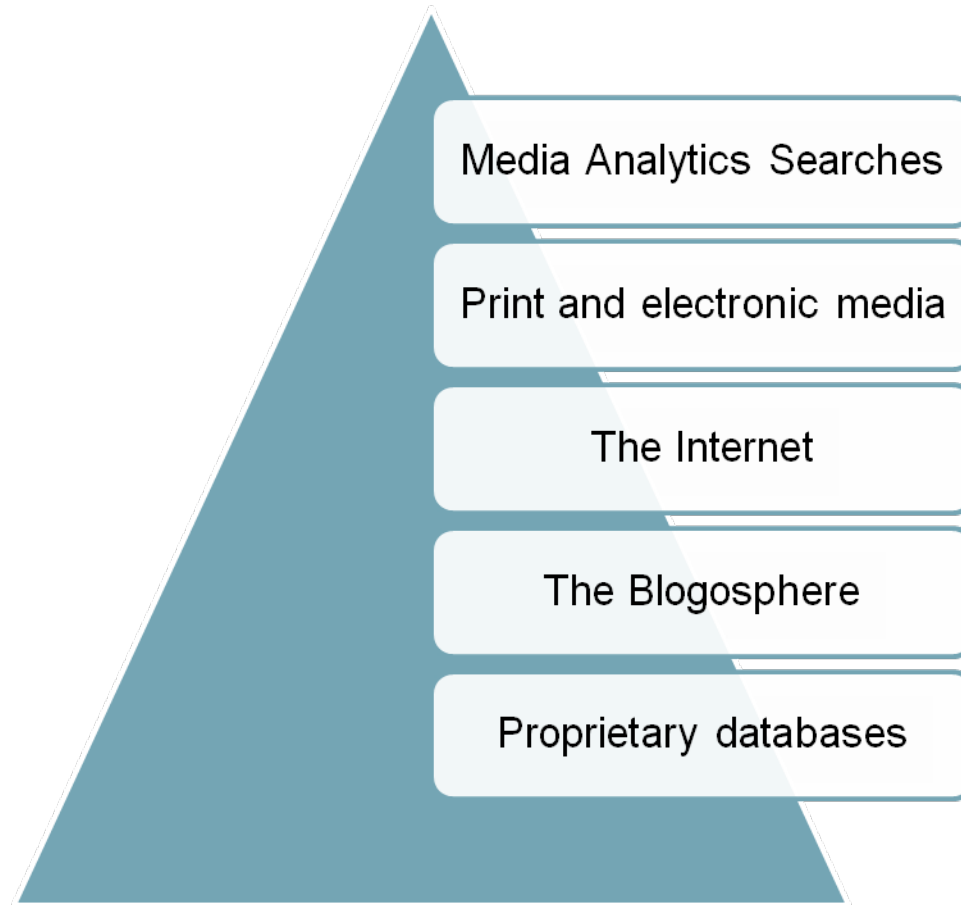 Media Analytics Searches
Print and electronic media
The Internet
The Blogosphere
Proprietary databases